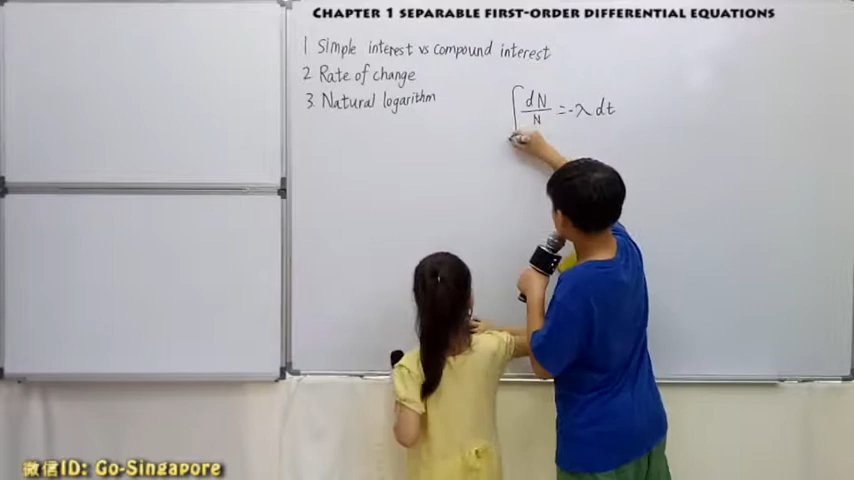 CHAPTER 1 SEPARABLE FIRST-ORDER DIFFERENTIAL EQUATIONS
1 Simple interest vs compound interest
2 Rate of change
3. Natural logarithm
∫ dN/N = -λ dt
微信ID: Go-Singapore